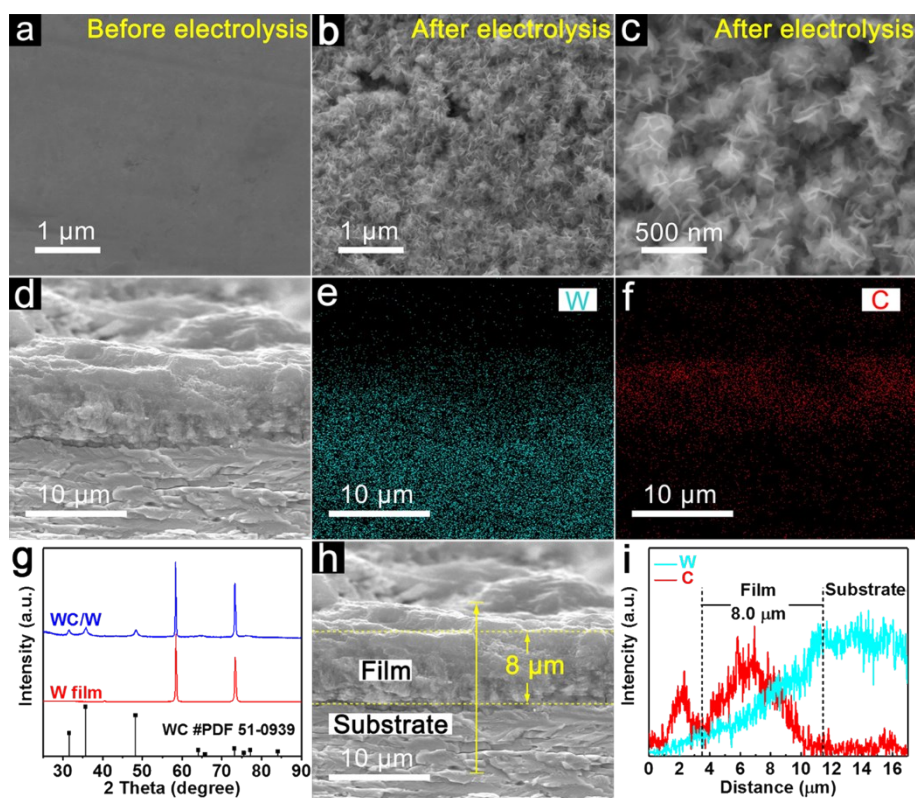 a
Before electrolysis
b
After electrolysis
c
After electrolysis
1 μm
1 μm
500 nm
d
e
W
f
C
10 μm
10 μm
10 μm
g
WC/W
W film
WC #PDF 51-0939
Intensity (a.u.)
30 40 50 60 70 80 90
2 Theta (degree)
h
Film
8 μm
Substrate
10 μm
i
W
C
Film
8.0 μm
Substrate
Intencity (a.u.)
0 2 4 6 8 10 12 14 16
Distance (μm)